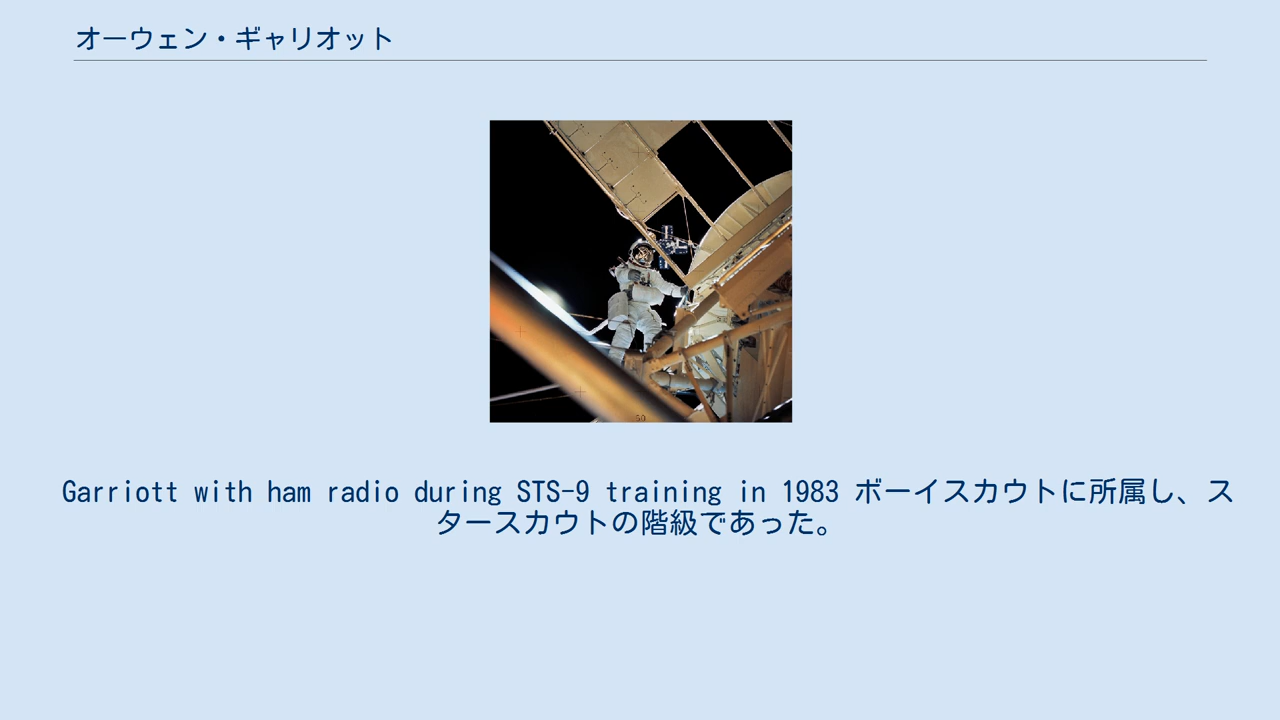 オーウェン・ギャリオット
50
Garriott with ham radio during STS-9 training in 1983 ボーイスカウトに所属し、ス
タースカウトの階級であった。